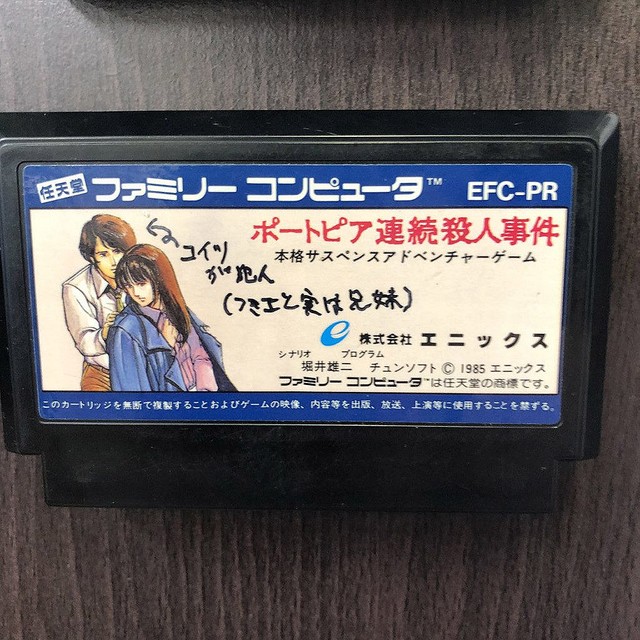 任天堂 ファミリー コンピュータ™ EFC-PR
ポートピア連続殺人事件
本格サスペンスアドベンチャーゲーム
コイツ
が犯人
(フミエと実は兄妹)
e 株式会社 エニックス
シナリオ プログラム
堀井雄二 チュンソフト © 1985 エニックス
ファミリー コンピュータ™は任天堂の商標です。
このカートリッジを無断で複製することおよびゲームの映像、内容等を出版、放送、上演等に使用することを禁ずる。